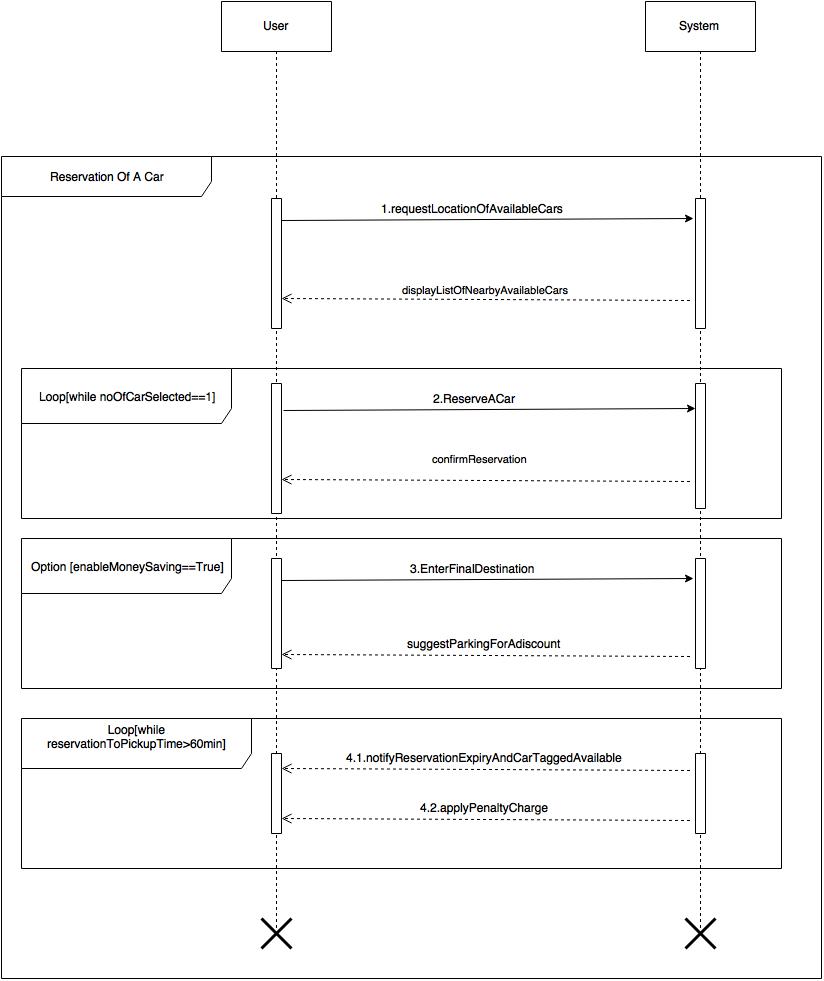 User
System
Reservation Of A Car
1.requestLocationOfAvailableCars
displayListOfNearbyAvailableCars
Loop[while noOfCarSelected==1]
2.ReserveACar
confirmReservation
Option [enableMoneySaving==True]
3.EnterFinalDestination
suggestParkingForAdiscount
Loop[while
reservationToPickupTime>60min]
4.1.notifyReservationExpiryAndCarTaggedAvailable
4.2.applyPenaltyCharge